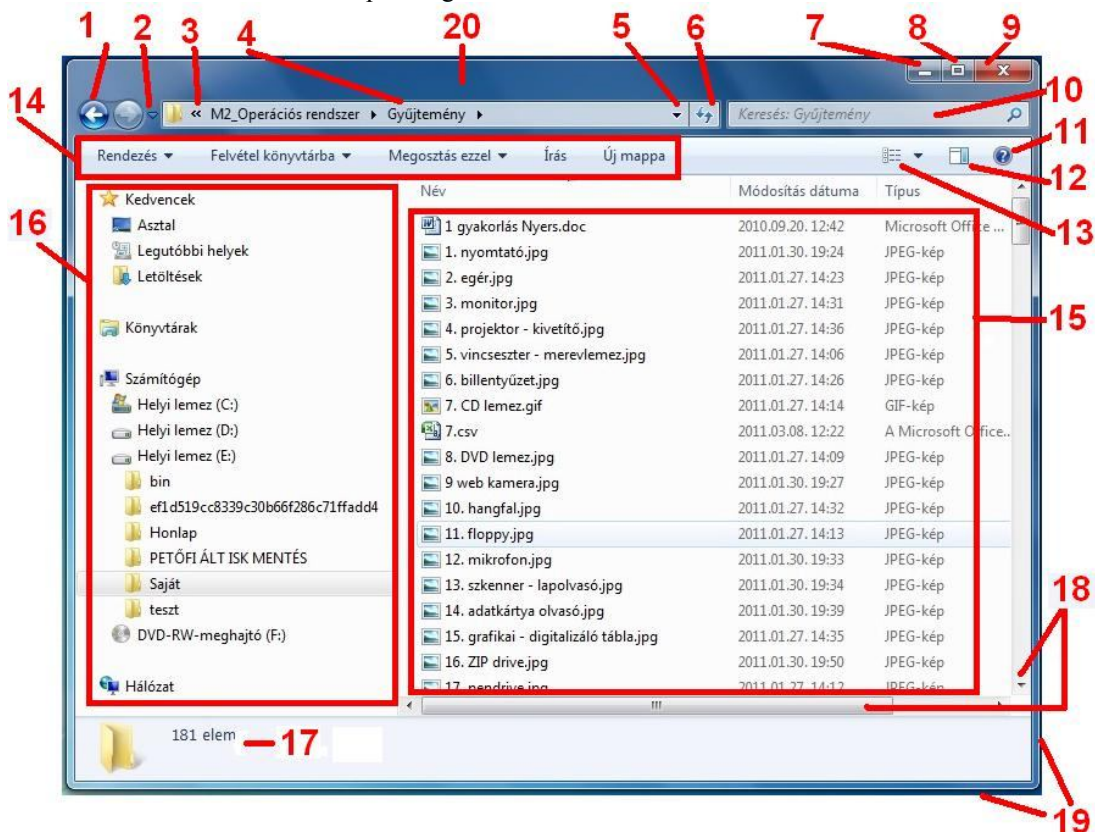 1 2 3 4 20 5 6 7 8 9
14 « M2_Operációs rendszer Gyűjtemény Keresés: Gyűjtemény 10
Rendezés Felvétel könyvtárba Megosztás ezzel Írás Új mappa 11
12
13
16
Kedvencek
Asztal
Legutóbbi helyek
Letöltések
Könyvtárak
Számítógép
Helyi lemez (C:)
Helyi lemez (D:)
Helyi lemez (E:)
bin
ef1d519cc8339c30b66f286c71ffadd4
Honlap
PETŐFI ÁLT ISK MENTÉS
Saját
teszt
DVD-RW-meghajtó (F:)
Hálózat
Név Módosítás dátuma Típus
1 gyakorlás Nyers.doc 2010.09.20. 12:42 Microsoft Office ...
1. nyomtató.jpg 2011.01.30. 19:24 JPEG-kép
2. egér.jpg 2011.01.27. 14:23 JPEG-kép
3. monitor.jpg 2011.01.27. 14:31 JPEG-kép
4. projektor - kivetítő.jpg 2011.01.27. 14:36 JPEG-kép
5. vincseszter - merevlemez.jpg 2011.01.27. 14:06 JPEG-kép
6. billentyűzet.jpg 2011.01.27. 14:26 JPEG-kép
7. CD lemez.gif 2011.01.27. 14:14 GIF-kép
7.csv 2011.03.08. 12:22 A Microsoft Office...
8. DVD lemez.jpg 2011.01.27. 14:09 JPEG-kép
9 web kamera.jpg 2011.01.30. 19:27 JPEG-kép
10. hangfal.jpg 2011.01.27. 14:32 JPEG-kép
11. floppy.jpg 2011.01.27. 14:13 JPEG-kép
12. mikrofon.jpg 2011.01.30. 19:33 JPEG-kép
13. szkenner - lapolvasó.jpg 2011.01.30. 19:34 JPEG-kép
14. adatkártya olvasó.jpg 2011.01.30. 19:39 JPEG-kép
15. grafikai - digitalizáló tábla.jpg 2011.01.27. 14:35 JPEG-kép
16. ZIP drive.jpg 2011.01.30. 19:50 JPEG-kép
17. pendrive.jpg 2011.01.27. 14:12 JPEG-kép
15
18
181 elem 17
19